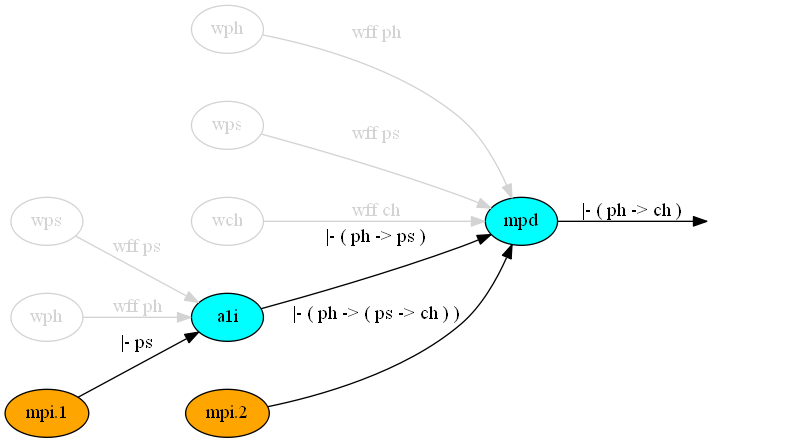 wph
wff ph
wps
wff ps
wps
wch
wff ch
mpd
|- ( ph -> ch )
|- ( ph -> ps )
wff ps
wph
wff ph
a1i
|- ( ph -> ( ps -> ch ) )
|- ps
mpi.1
mpi.2